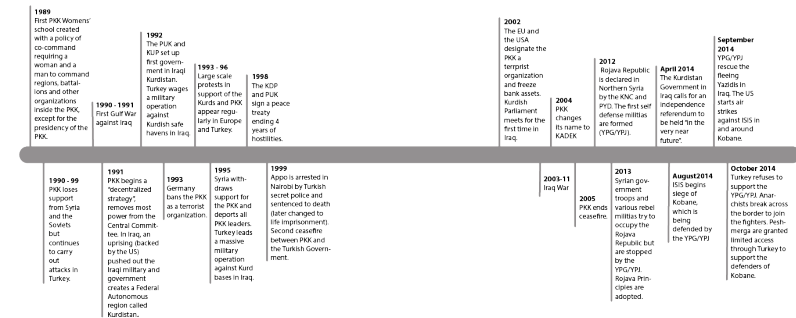 1989
First PKK Womens'
school created
with a policy of
co-command
requiring a
woman and a
man to command
regions, battal-
ions and other
organizations
inside the PKK,
except for the
presidency of the
PKK.
1990 - 1991
First Gulf War
against Iraq
1992
The PUK and
KUP set up
first govern-
ment in Iraqi
Kurdistan.
Turkey wages
a military
operation
against
Kurdish safe
havens in Iraq.
1993 - 96
Large scale
protests in
support of the
Kurds and PKK
appear regu-
larly in Europe
and Turkey.
1998
The KDP
and PUK
sign a peace
treaty
ending 4
years of
hostilities.
2002
The EU and
the USA
designate the
PKK a
terrprist
organization
and freeze
bank assets.
Kurdish
Parliament
meets for the
first time in
Iraq.
2004
PKK
changes
its name to
KADEK
2012
Rojava Republic
is declared in
Northern Syria
by the KNC and
PYD. The first self
defense militias
are formed
(YPG/YPJ).
April 2014
The Kurdistan
Government in
Iraq calls for an
independence
referendum to
be held "in the
very near
future".
September
2014
YPG/YPJ
rescue the
fleeing
Yazidis in
Iraq. The US
starts air
strikes
against ISIS in
and around
Kobane.
1990 - 99
PKK loses
support
from Syria
and the
Soviets
but
continues
to carry
out
attacks in
Turkey.
1991
PKK begins a
"decentralized
strategy",
removes most
power from the
Central Commit-
tee. In Iraq, an
uprising (backed
by the US)
pushed out the
Iraqi military and
government
creates a Federal
Autonomous
region called
Kurdistan.
1993
Germany
bans the PKK
as a terrorist
organization.
1995
Syria with-
draws support
for the PKK and
deports all
PKK leaders.
Turkey leads
a massive
military
operation
against Kurd
bases in Iraq.
1999
Appo is arrested in
Nairobi by Turkish
secret police and
sentenced to death
(later changed to
life imprisonment).
Second ceasefire
between PKK and
the Turkish Govern-
ment.
2003-11
Iraq War
2005
PKK ends
ceasefire.
2013
Syrian gov-
ernment
troops and
various rebel
militias try to
occupy the
Rojava
Republic but
are stopped
by the
YPG/YPJ.
Rojava Prin-
ciples are
adopted.
August2014
ISIS begins
siege of
Kobane,
which is
being
defended by
the YPG/YPJ
October 2014
Turkey refuses to
support the
YPG/YPJ. Anar-
chists break across
the border to join
the fighters. Pesh-
merga are granted
limited access
through Turkey to
support the
defenders of
Kobane.